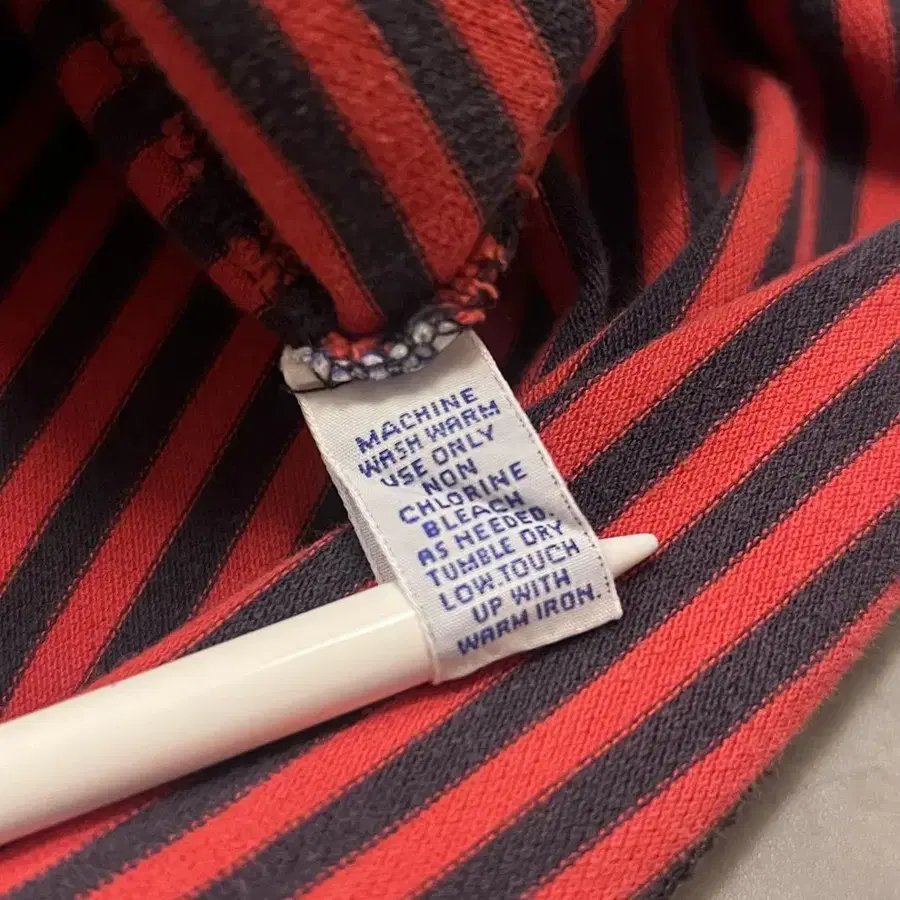 MACHINE
WASH WARM
USE ONLY
NON
CHLORINE
BLEACH
AS NEEDED.
TUMBLE DRY
LOW.TOUCH
UP WITH
WARM IRON.